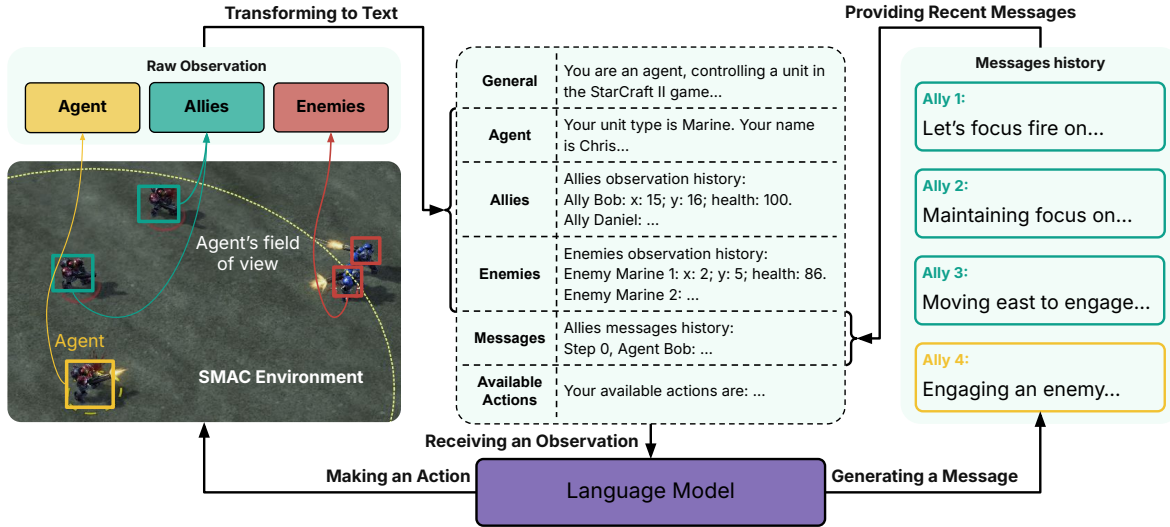 Transforming to Text
Providing Recent Messages
Raw Observation
Agent
Allies
Enemies
Agent's field
of view
Agent
SMAC Environment
General
You are an agent, controlling a unit in
the StarCraft II game...
Agent
Your unit type is Marine. Your name
is Chris...
Allies
Allies observation history:
Ally Bob: x: 15; y: 16; health: 100.
Ally Daniel: ...
Enemies
Enemies observation history:
Enemy Marine 1: x: 2; y: 5; health: 86.
Enemy Marine 2: ...
Messages
Allies messages history:
Step 0, Agent Bob: ...
Available
Actions
Your available actions are: ...
Messages history
Ally 1:
Let's focus fire on...
Ally 2:
Maintaining focus on...
Ally 3:
Moving east to engage...
Ally 4:
Engaging an enemy...
Receiving an Observation
Making an Action
Language Model
Generating a Message